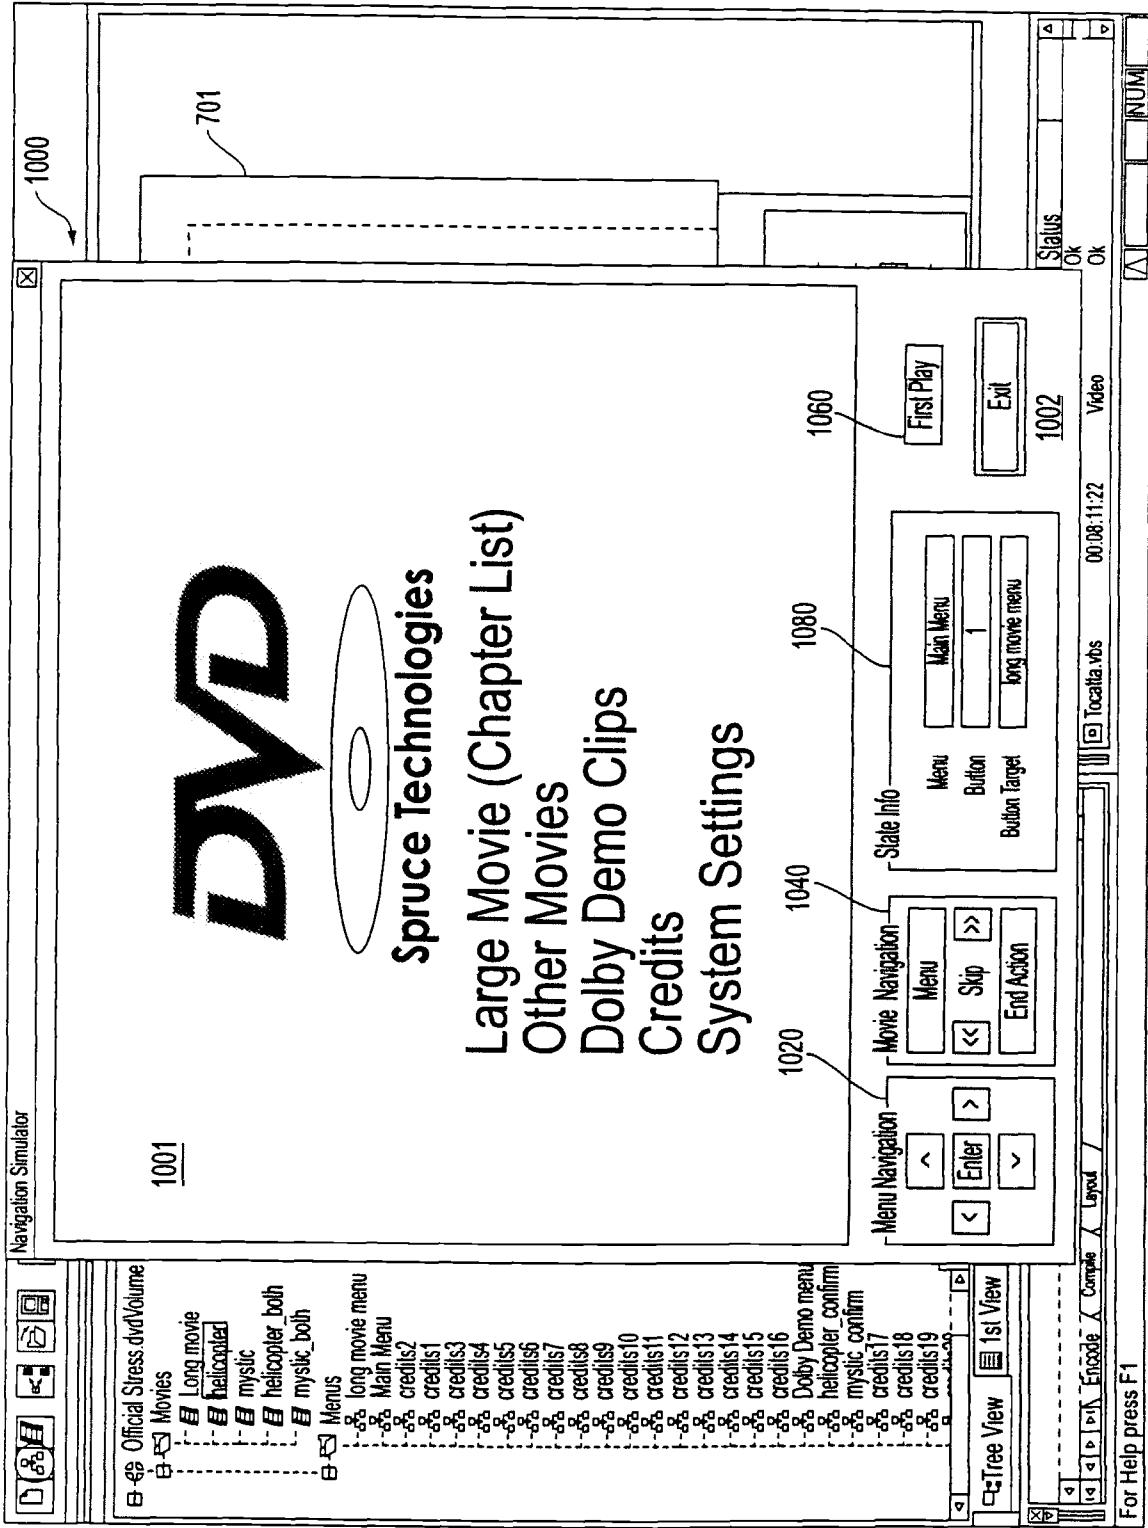 1000
701
Navigation Simulator
Official Stress.dvdVolume
Movies
Long movie
helicopter
mystic
helicopter_both
mystic_both
Menus
long movie menu
Main Menu
credits2
credits1
credits3
credits4
credits5
credits6
credits7
credits8
credits9
credits10
credits11
credits12
credits13
credits14
credits15
credits16
Dolby Demo menu
helicopter_confirm
mystic_confirm
credits17
credits18
credits19
Tree View
1st View
1001
DVD
Spruce Technologies
Large Movie (Chapter List)
Other Movies
Dolby Demo Clips
Credits
System Settings
1020
1040
1080
1060
Menu Navigation
<
^
Enter
v
>
Movie Navigation
Menu
<< Skip >>
End Action
State Info
Menu Main Menu
Button 1
Button Target long movie menu
First Play
Exit
1002
Encode
Compile
Layout
Tocatta.vbs 00:08:11:22 Video
Status
Ok
Ok
For Help press F1
NUM